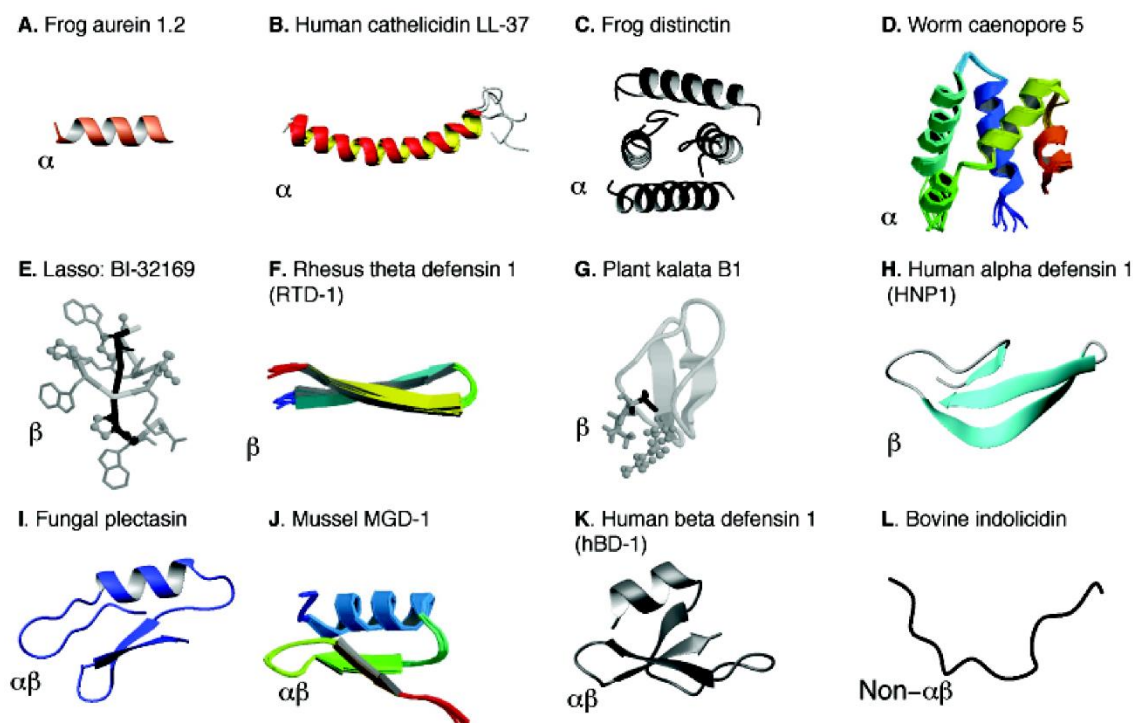 A. Frog aurein 1.2
B. Human cathelicidin LL-37
C. Frog distinctin
D. Worm caenopore 5
α
α
α
α
E. Lasso: BI-32169
F. Rhesus theta defensin 1
(RTD-1)
G. Plant kalata B1
H. Human alpha defensin 1
(HNP1)
β
β
β
β
I. Fungal plectasin
J. Mussel MGD-1
K. Human beta defensin 1
(hBD-1)
L. Bovine indolicidin
αβ
αβ
αβ
Non-αβ